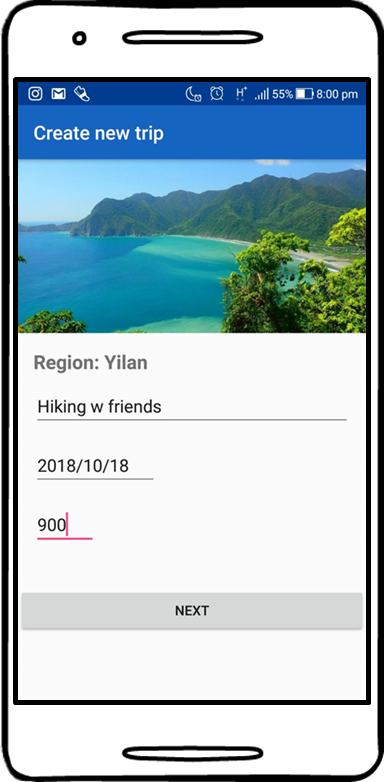 H+ 55% 8:00 pm
Create new trip
Region: Yilan
Hiking w friends
2018/10/18
900
NEXT